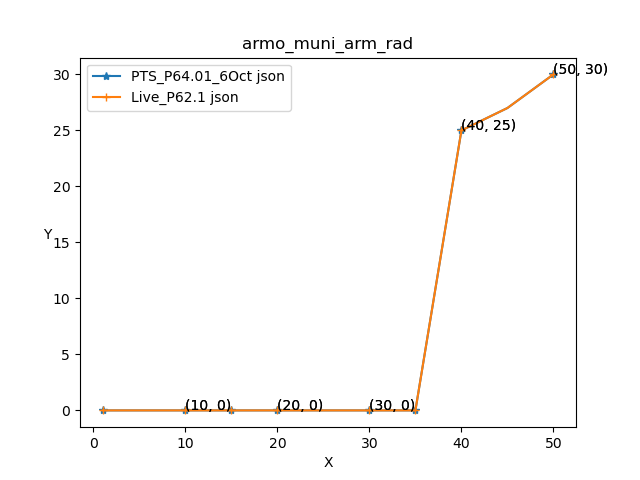 armo_muni_arm_rad
PTS_P64.01_6Oct json
Live_P62.1 json
(50, 30)
(40, 25)
(10, 0) (20, 0) (30, 0)
30
25
20
15
10
5
0
Y
0 10 20 30 40 50
X